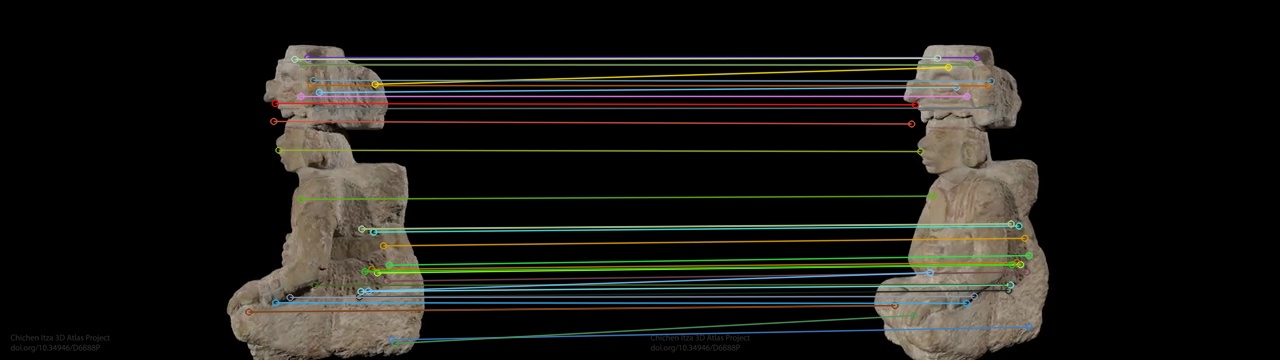 Chichen Itza 3D Atlas Project
doi.org/10.34946/D6B88P
Chichen Itza 3D Atlas Project
doi.org/10.34946/D6B88P